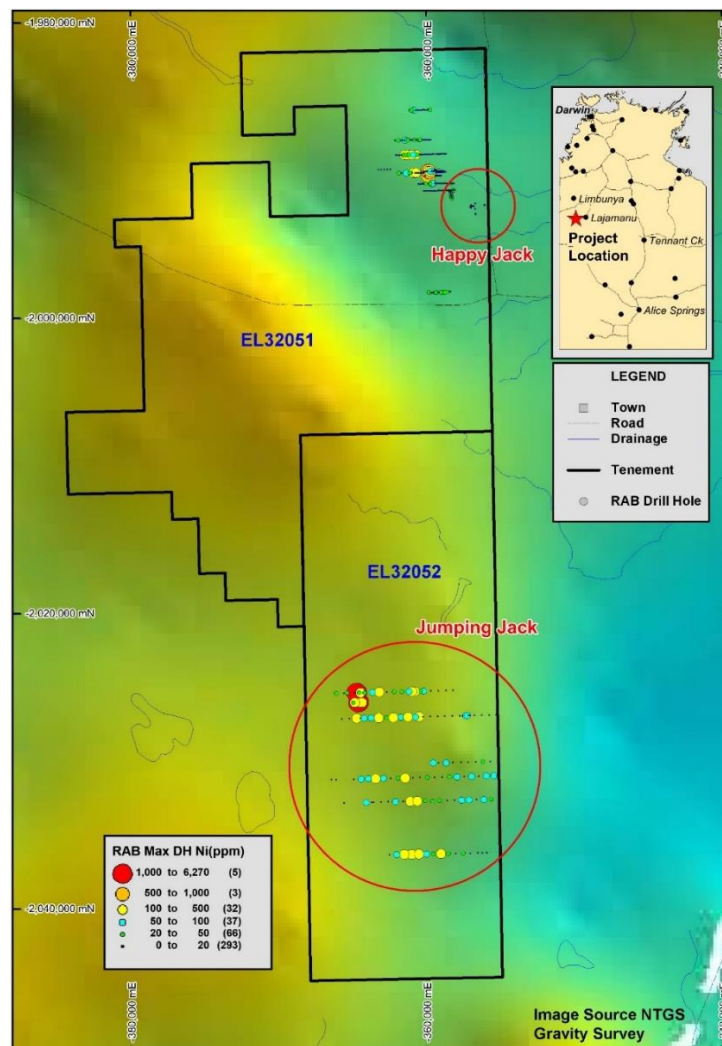 -1,980,000 mN
-380,000 mE
-360,000 mE
Darwin
Limbunya
Lajamanu
Project
Location
Tennant Ck
Alice Springs
Happy Jack
-2,000,000 mN
EL32051
LEGEND
Town
Road
Drainage
Tenement
RAB Drill Hole
EL32052
-2,020,000 mN
Jumping Jack
RAB Max DH Ni(ppm)
1,000 to 6,270 (5)
500 to 1,000 (3)
100 to 500 (32)
50 to 100 (37)
20 to 50 (66)
0 to 20 (293)
-2,040,000 mN
-380,000 mE
-360,000 mE
Image Source NTGS
Gravity Survey